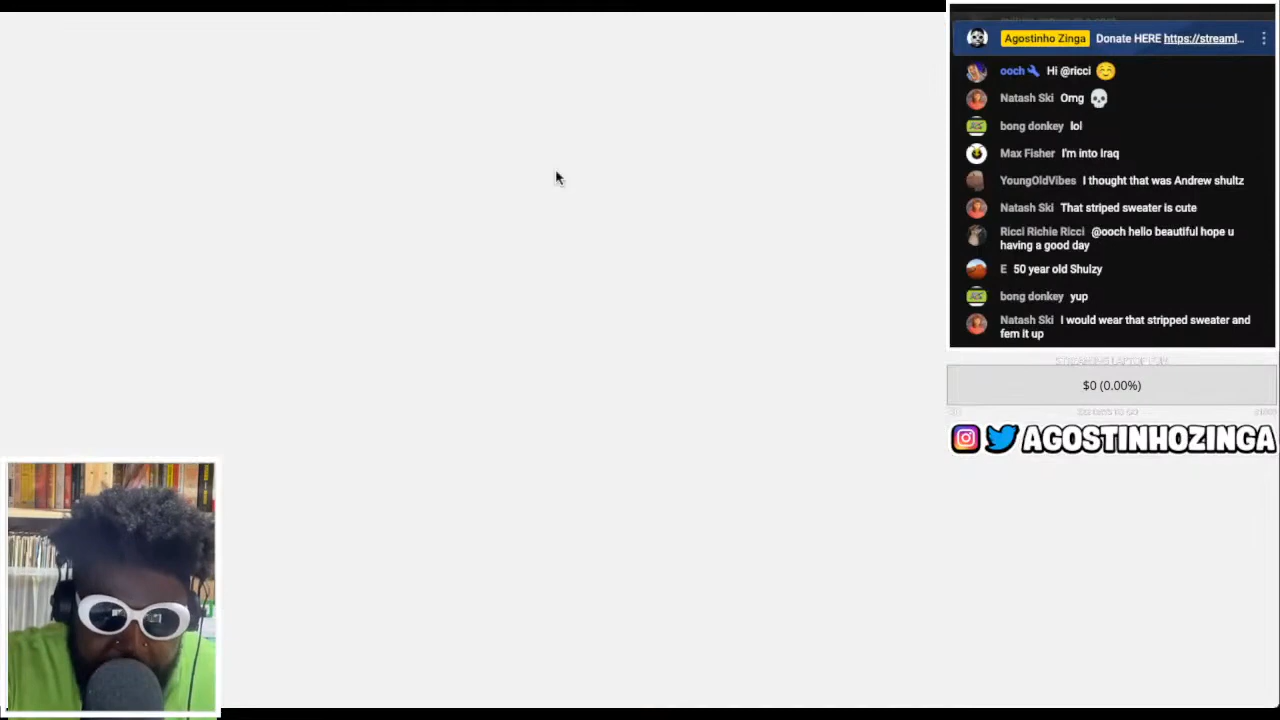 Agostinho Zinga Donate HERE https://streaml...
ooch Hi @ricci
Natash Ski Omg
bong donkey lol
Max Fisher I'm into Iraq
YoungOldVibes I thought that was Andrew shultz
Natash Ski That striped sweater is cute
Ricci Richie Ricci @ooch hello beautiful hope u
having a good day
E 50 year old Shulzy
bong donkey yup
Natash Ski I would wear that stripped sweater and
fem it up
STREAMING LAPTOP FUND
$0 (0.00%)
AGOSTINHOZINGA